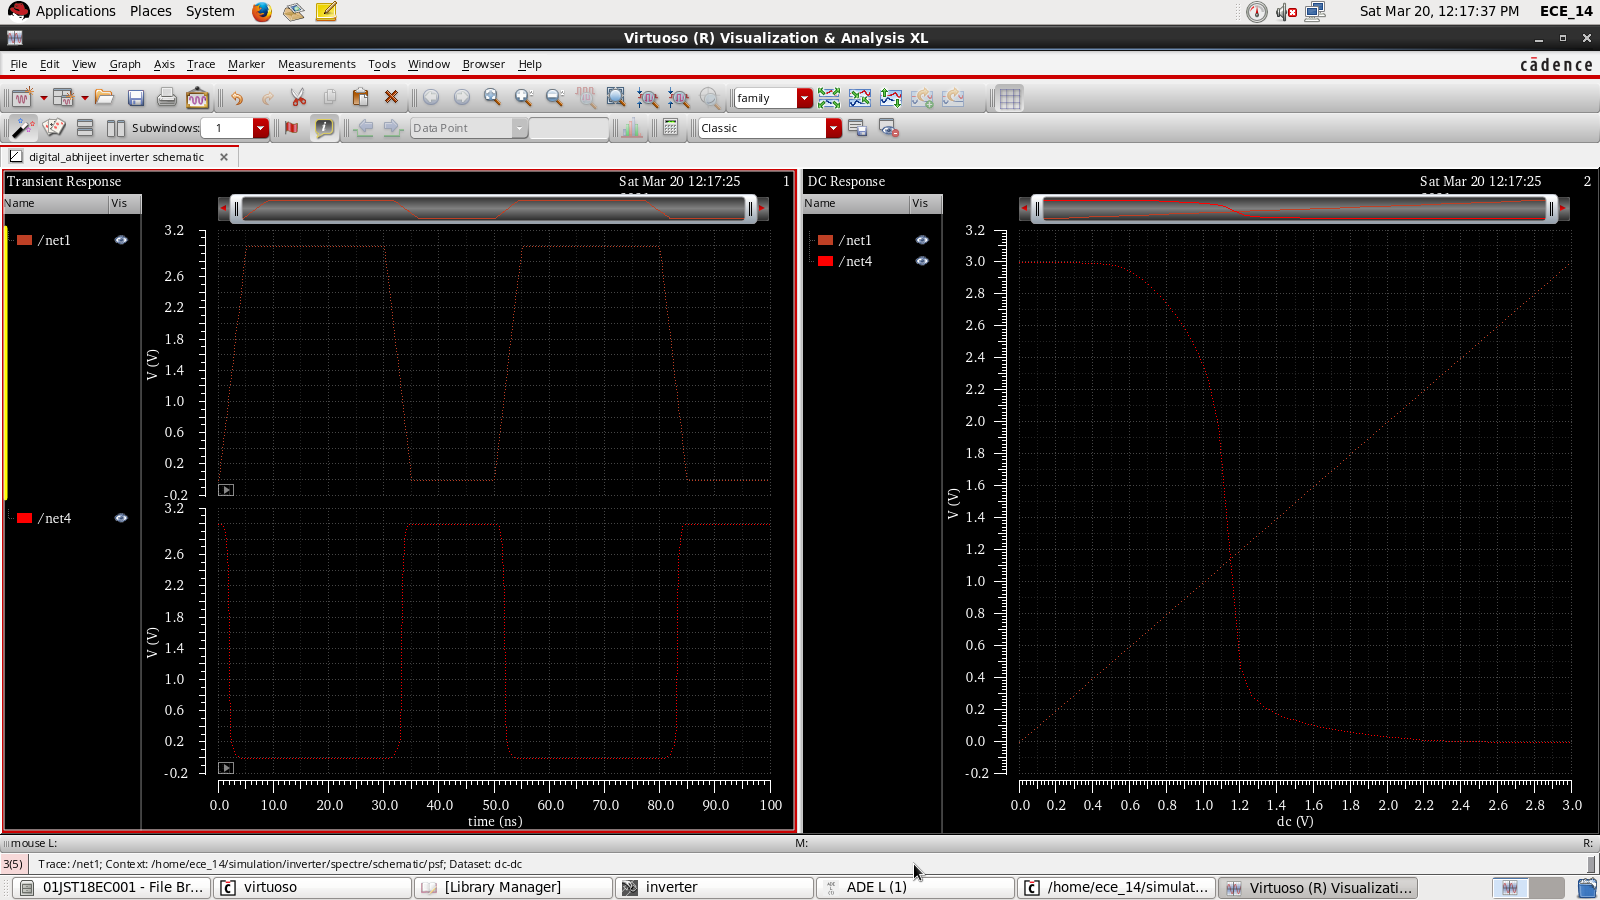 Applications Places System Sat Mar 20, 12:17:37 PM ECE_14
Virtuoso (R) Visualization & Analysis XL
File Edit View Graph Axis Trace Marker Measurements Tools Window Browser Help cādence
family
Subwindows: 1 Data Point Classic
digital_abhijeet inverter schematic
Transient Response Sat Mar 20 12:17:25 1
Name Vis
/net1
3.2
2.6
2.2
1.8
1.4
1.0
0.6
0.2
-0.2
V (V)
/net4
3.2
2.6
2.2
1.8
1.4
1.0
0.6
0.2
-0.2
V (V)
0.0 10.0 20.0 30.0 40.0 50.0 60.0 70.0 80.0 90.0 100
time (ns)
DC Response Sat Mar 20 12:17:25 2
Name Vis
/net1
/net4
3.2
3.0
2.8
2.6
2.4
2.2
2.0
1.8
1.6
1.4
1.2
1.0
0.8
0.6
0.4
0.2
0.0
-0.2
V (V)
0.0 0.2 0.4 0.6 0.8 1.0 1.2 1.4 1.6 1.8 2.0 2.2 2.4 2.6 2.8 3.0
dc (V)
mouse L: M: R:
3(5) Trace: /net1; Context: /home/ece_14/simulation/inverter/spectre/schematic/psf; Dataset: dc-dc
01JST18EC001 - File Br... virtuoso [Library Manager] inverter ADE L (1) /home/ece_14/simulat... Virtuoso (R) Visualizati...